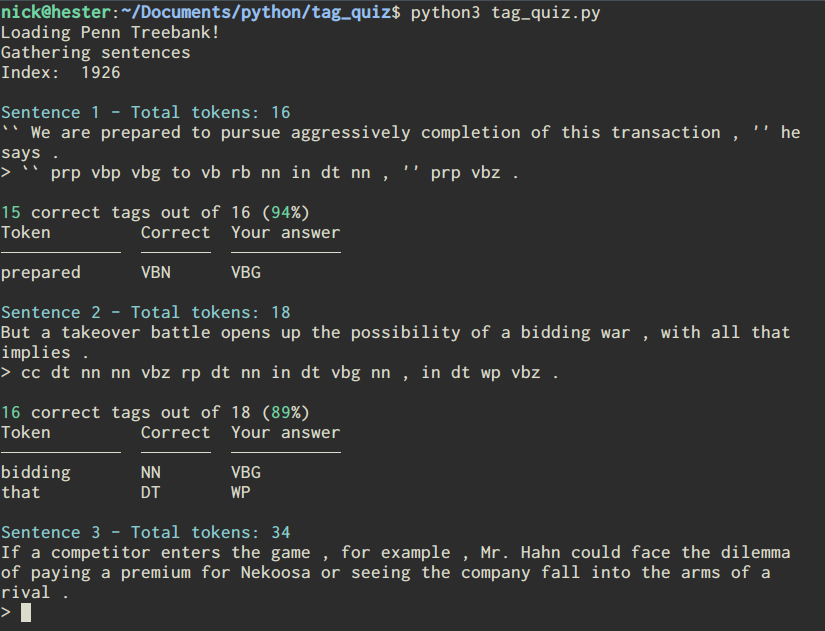 nick@hester:~/Documents/python/tag_quiz$ python3 tag_quiz.py
Loading Penn Treebank!
Gathering sentences
Index:  1926
Sentence 1 - Total tokens: 16
`` We are prepared to pursue aggressively completion of this transaction , '' he
says .
> `` prp vbp vbg to vb rb nn in dt nn , '' prp vbz .
15 correct tags out of 16 (94%)
Token         Correct  Your answer
prepared      VBN      VBG
Sentence 2 - Total tokens: 18
But a takeover battle opens up the possibility of a bidding war , with all that
implies .
> cc dt nn nn vbz rp dt nn in dt vbg nn , in dt wp vbz .
16 correct tags out of 18 (89%)
Token         Correct  Your answer
bidding       NN       VBG
that          DT       WP
Sentence 3 - Total tokens: 34
If a competitor enters the game , for example , Mr. Hahn could face the dilemma
of paying a premium for Nekoosa or seeing the company fall into the arms of a
rival .
>